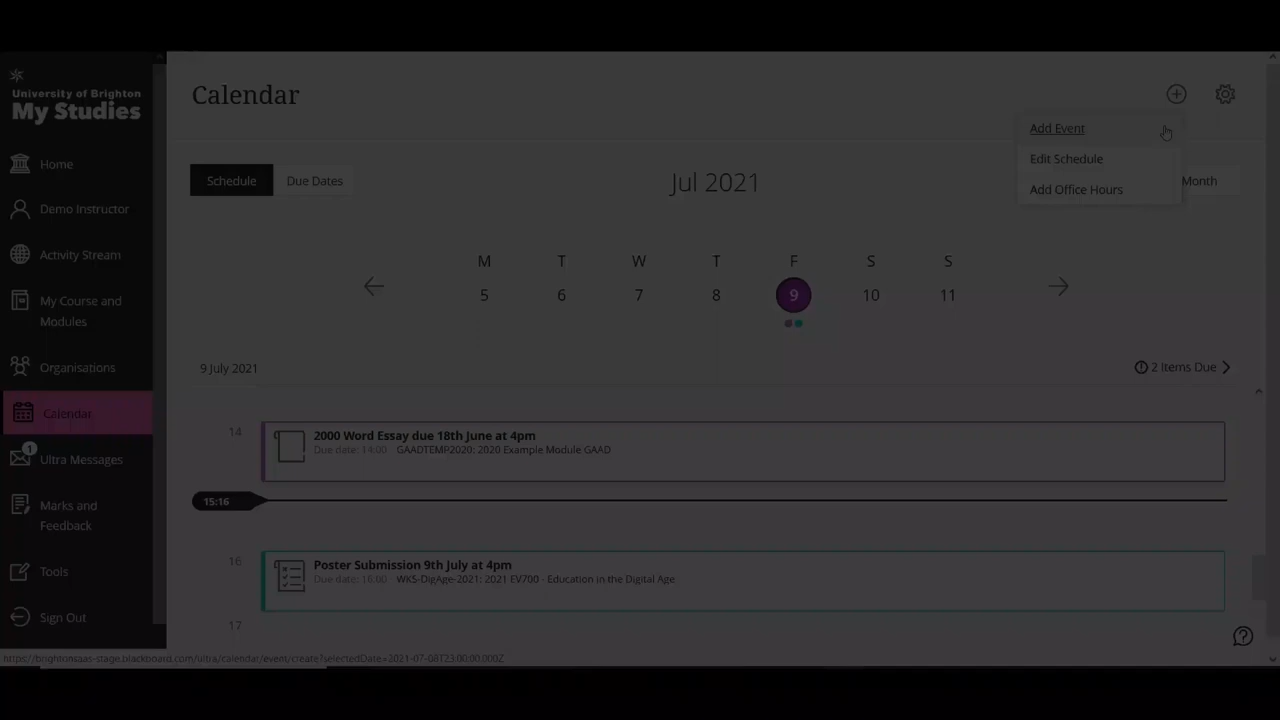 University of Brighton
My Studies
Home
Demo Instructor
Activity Stream
My Course and
Modules
Organisations
Calendar
1
Ultra Messages
Marks and
Feedback
Tools
Sign Out
Calendar
Add Event
Edit Schedule
Add Office Hours
Schedule
Due Dates
Jul 2021
Month
M T W T F S S
5 6 7 8 9 10 11
9 July 2021
2 Items Due
14
2000 Word Essay due 18th June at 4pm
Due date: 14:00 GAADTEMP2020: 2020 Example Module GAAD
15:16
16
Poster Submission 9th July at 4pm
Due date: 16:00 WKS-DigAge-2021: 2021 EV700 - Education in the Digital Age
17
https://brightonsaas-stage.blackboard.com/ultra/calendar/event/create?selectedDate=2021-07-08T23:00:00.000Z